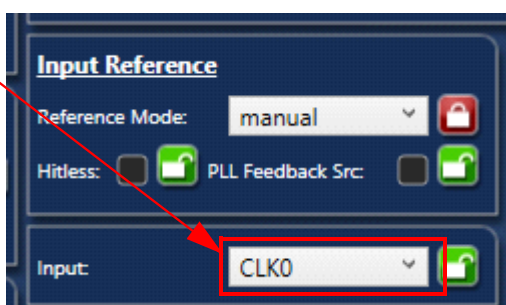 Input Reference
Reference Mode: manual
Hitless: PLL Feedback Src:
Input: CLK0